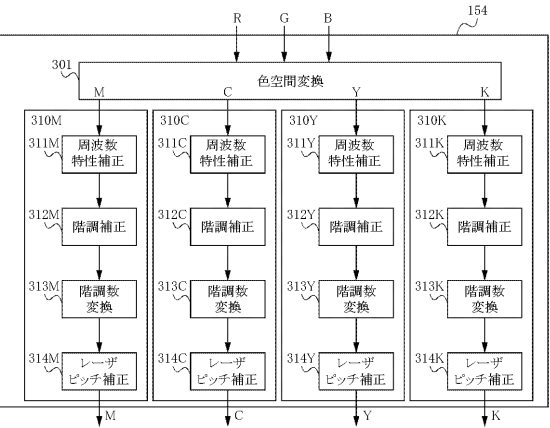 154
R G B
301
色空間変換
M C Y K
310M 310C 310Y 310K
311M 周波数 特性補正 311C 周波数 特性補正 311Y 周波数 特性補正 311K 周波数 特性補正
312M 階調補正 312C 階調補正 312Y 階調補正 312K 階調補正
313M 階調数 変換 313C 階調数 変換 313Y 階調数 変換 313K 階調数 変換
314M レーザ ピッチ補正 314C レーザ ピッチ補正 314Y レーザ ピッチ補正 314K レーザ ピッチ補正
M C Y K